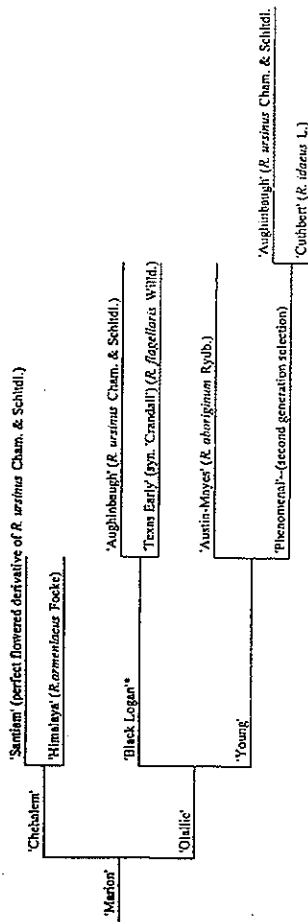 'Santiam' (perfect flowered derivative of R. ursinus Cham. & Schltdl.)
'Chehalem'
'Himalaya' (R.armeniacus Focke)
'Marion'
'Aughinbaugh' (R. ursinus Cham. & Schltdl.)
'Black Logan'*
'Texas Early' (syn. 'Crandall') (R. flagellaris Willd.)
'Olallie'
'Austin-Mayes' (R. aboriginum Rydb.)
'Young'
'Aughinbaugh' (R. ursinus Cham. & Schltdl.
'Phenomenal'--(second generation selection)
'Cuthbert' (R. idaeus L.)